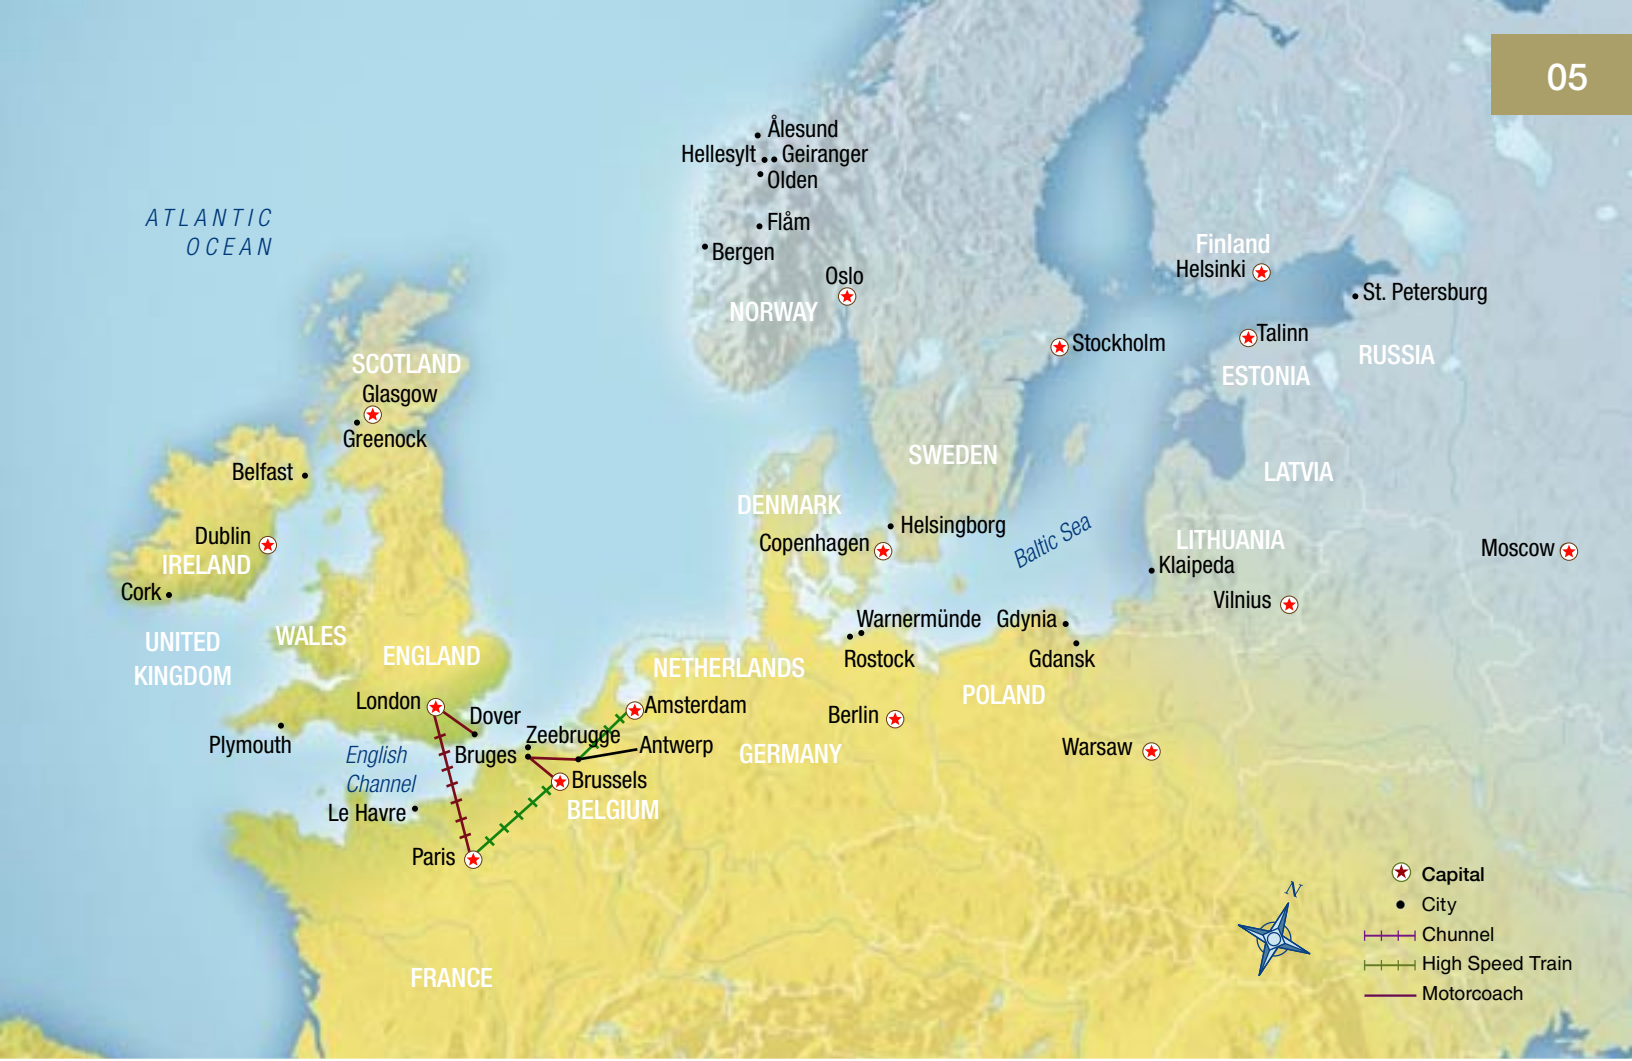 05
Ålesund
Hellesylt
Geiranger
Olden
ATLANTIC
OCEAN
Flåm
Bergen
Oslo
NORWAY
Finland
Helsinki
St. Petersburg
Talinn
Stockholm
RUSSIA
ESTONIA
SCOTLAND
Glasgow
Greenock
Belfast
SWEDEN
LATVIA
DENMARK
Helsingborg
Copenhagen
Baltic Sea
LITHUANIA
Klaipeda
Moscow
Vilnius
Dublin
IRELAND
Cork
UNITED
KINGDOM
WALES
ENGLAND
Warnermünde
Rostock
Gdynia
Gdansk
NETHERLANDS
POLAND
London
Dover
Amsterdam
Berlin
Plymouth
English
Channel
Zeebrugge
Bruges
Antwerp
GERMANY
Warsaw
Brussels
BELGIUM
Le Havre
Paris
FRANCE
N
Capital
City
Chunnel
High Speed Train
Motorcoach